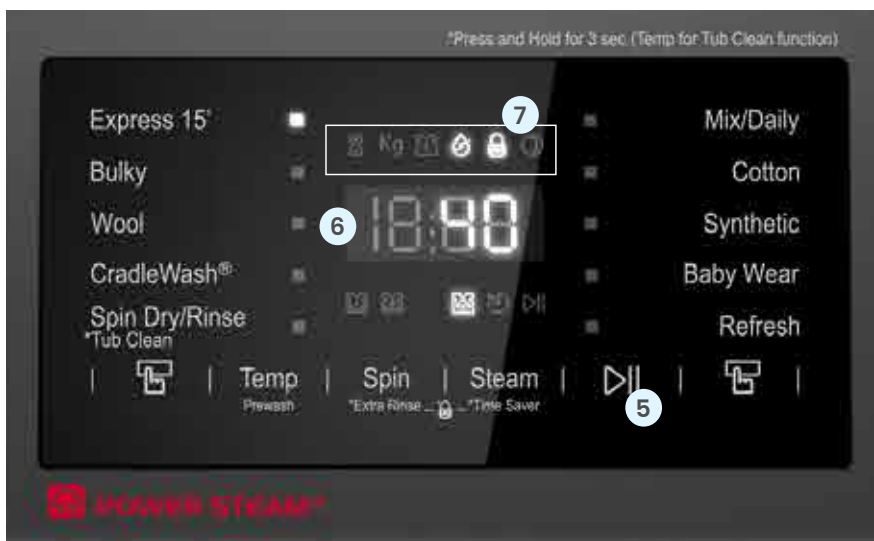 *Press and Hold for 3 sec (Temp for Tub Clean function)
7
Express 15'
Mix/Daily
Kg
Bulky
Cotton
Wool
6
40
Synthetic
CradleWash®
Baby Wear
Spin Dry/Rinse
*Tub Clean
Refresh
Temp
Spin
Steam
Prewash
*Extra Rinse
*Time Saver
5
POWER STEAM®